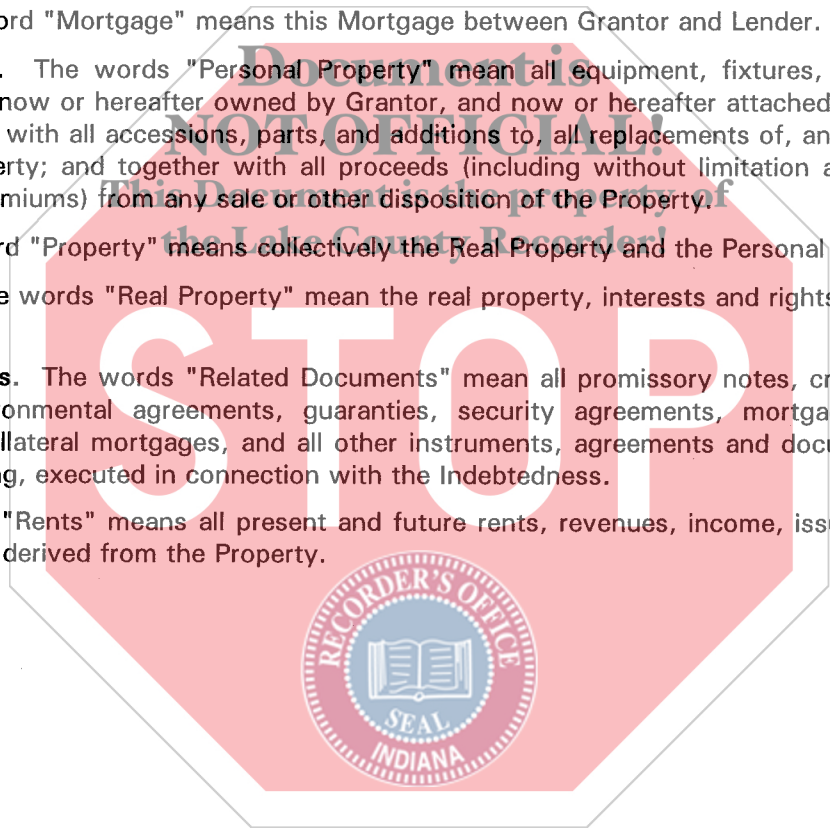 ord "Mortgage" means this Mortgage between Grantor and Lender.
Document is
. The words "Personal Property" mean all equipment, fixtures,
now or hereafter owned by Grantor, and now or hereafter attached
NOT OFFICIAL!
with all accessions, parts, and additions to, all replacements of, an
erty; and together with all proceeds (including without limitation a
This Document is the property of
miums) from any sale or other disposition of the Property.
the Lake County Recorder!
rd "Property" means collectively the Real Property and the Personal
e words "Real Property" mean the real property, interests and rights
STOP
s. The words "Related Documents" mean all promissory notes, cr
onmental agreements, guaranties, security agreements, mortga
llateral mortgages, and all other instruments, agreements and docu
g, executed in connection with the Indebtedness.
"Rents" means all present and future rents, revenues, income, issu
derived from the Property.
RECORDER'S OFFICE
SEAL
INDIANA